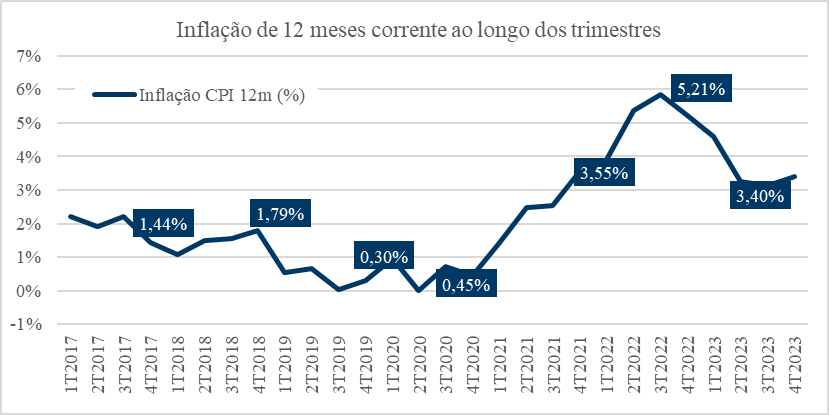 Inflação de 12 meses corrente ao longo dos trimestres
7%
6%
5%
4%
3%
2%
1%
0%
-1%
Inflação CPI 12m (%)
1,44%
1,79%
0,30%
0,45%
3,55%
5,21%
3,40%
1T2017
2T2017
3T2017
4T2017
1T2018
2T2018
3T2018
4T2018
1T2019
2T2019
3T2019
4T2019
1T2020
2T2020
3T2020
4T2020
1T2021
2T2021
3T2021
4T2021
1T2022
2T2022
3T2022
4T2022
1T2023
2T2023
3T2023
4T2023